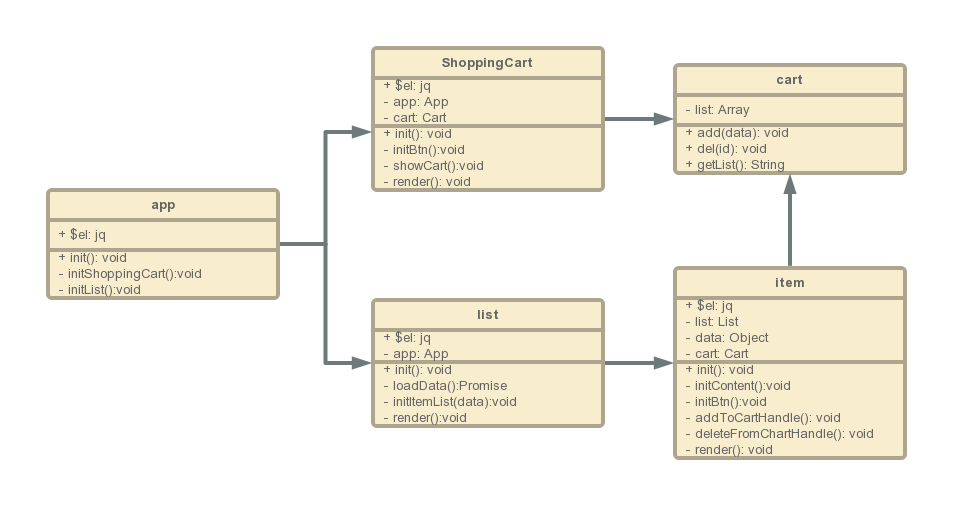 ShoppingCart
+ $el: jq
- app: App
- cart: Cart
+ init(): void
- initBtn():void
- showCart():void
- render(): void
cart
- list: Array
+ add(data): void
+ del(id): void
+ getList(): String
app
+ $el: jq
+ init(): void
- initShoppingCart():void
- initList():void
list
+ $el: jq
- app: App
+ init(): void
- loadData():Promise
- initItemList(data):void
- render():void
item
+ $el: jq
- list: List
- data: Object
- cart: Cart
+ init(): void
- initContent():void
- initBtn():void
- addToCartHandle(): void
- deleteFromChartHandle(): void
- render(): void